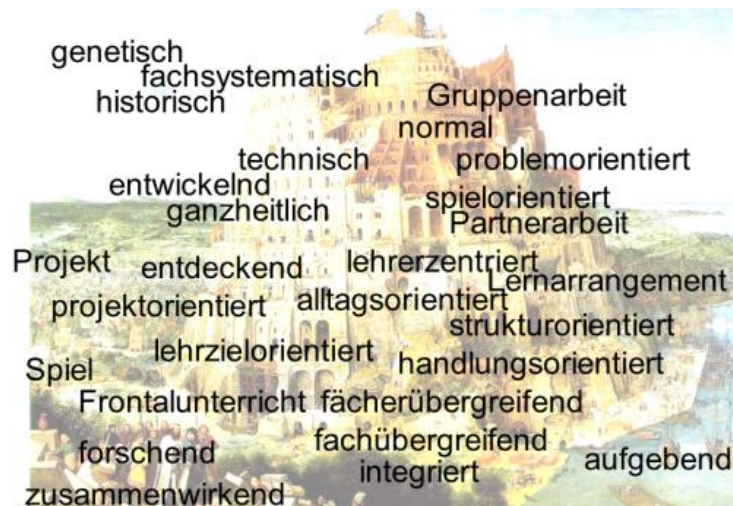 genetisch
fachsystematisch
historisch
Gruppenarbeit
normal
technisch
problemorientiert
entwickelnd
spielorientiert
ganzheitlich
Partnerarbeit
Projekt
entdeckend
lehrerzentriert
Lernarrangement
projektorientiert
alltagsorientiert
strukturorientiert
lehrzielorientiert
handlungsorientiert
Spiel
Frontalunterricht
fächerübergreifend
fachübergreifend
forschend
integriert
aufgebend
zusammenwirkend